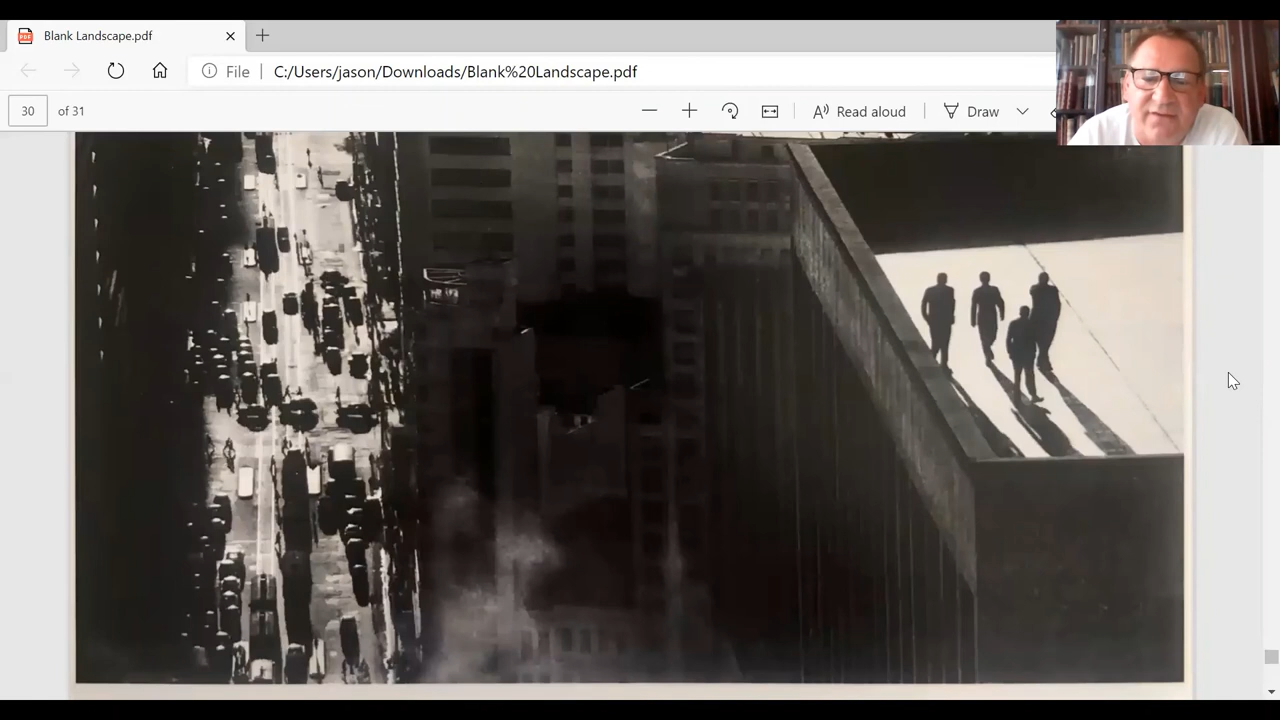 Blank Landscape.pdf
File C:/Users/jason/Downloads/Blank%20Landscape.pdf
30 of 31 Read aloud Draw